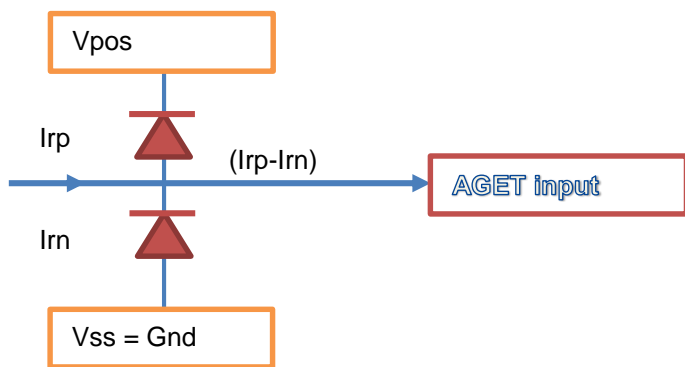 Vpos
Irp
(Irp-Irn)
AGET input
Irn
Vss = Gnd